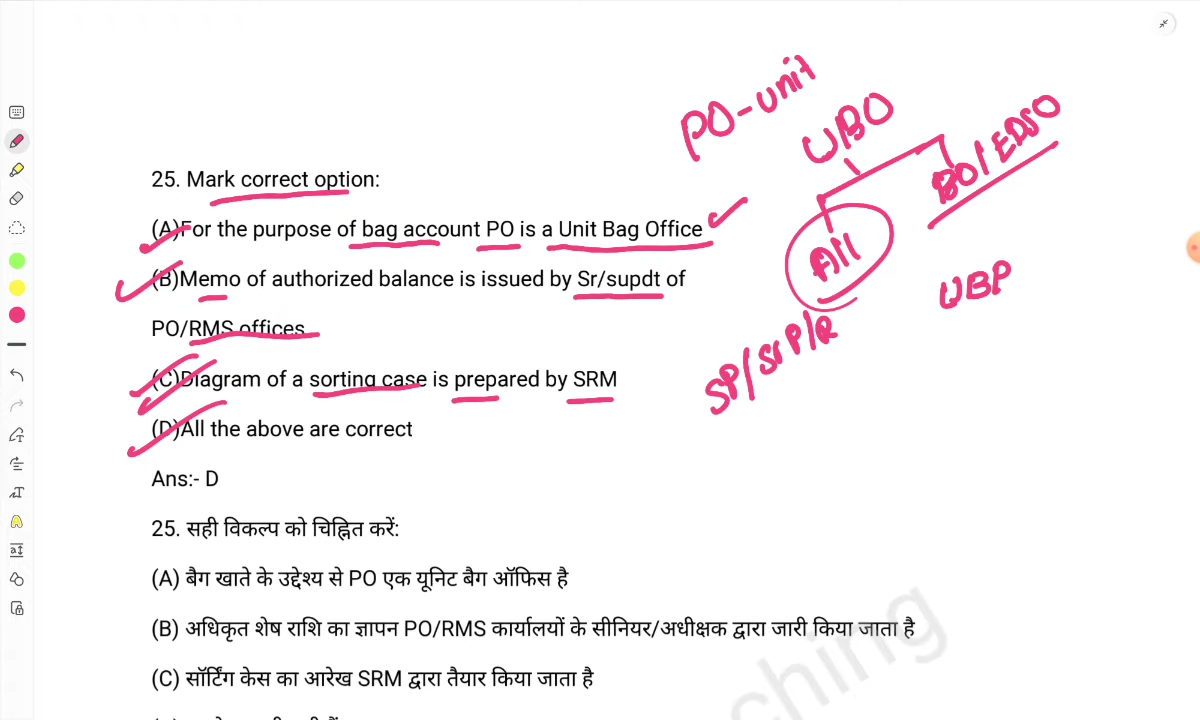 PO-unit
UBO
BO/EDSO
All
UBP
SP/SrP/R
25. Mark correct option:
(A)For the purpose of bag account PO is a Unit Bag Office
(B)Memo of authorized balance is issued by Sr/supdt of
PO/RMS offices
(C)Diagram of a sorting case is prepared by SRM
(D)All the above are correct
Ans:- D
25. सही विकल्प को चिह्नित करें:
(A) बैग खाते के उद्देश्य से PO एक यूनिट बैग ऑफिस है
(B) अधिकृत शेष राशि का ज्ञापन PO/RMS कार्यालयों के सीनियर/अधीक्षक द्वारा जारी किया जाता है
(C) सॉर्टिंग केस का आरेख SRM द्वारा तैयार किया जाता है
ching